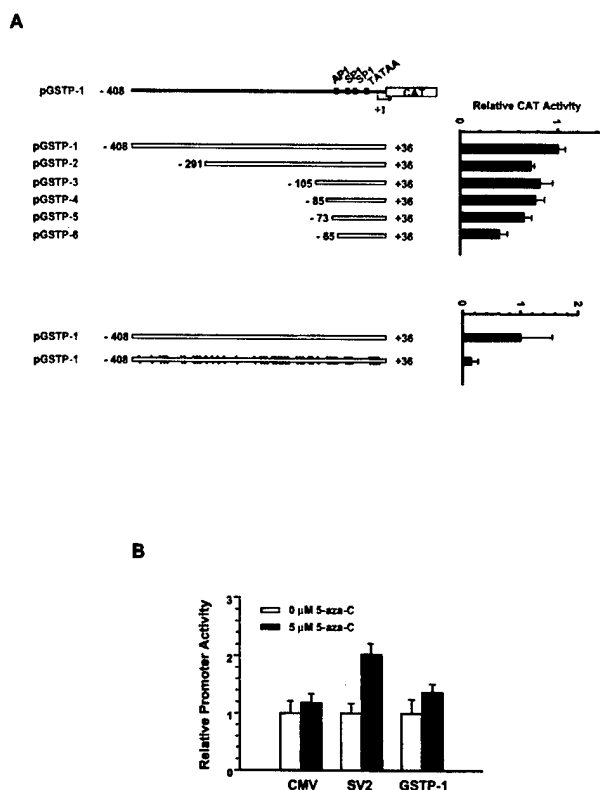 A
AP1 SP1 SP1 TATAA
pGSTP-1 - 408 CAT
+1
Relative CAT Activity
0 1
pGSTP-1 - 408 +36
pGSTP-2 - 291 +36
pGSTP-3 - 105 +36
pGSTP-4 - 85 +36
pGSTP-5 - 73 +36
pGSTP-6 - 65 +36
0 1 2
pGSTP-1 - 408 +36
pGSTP-1 - 408 +36
B
Relative Promoter Activity
3
0 µM 5-aza-C
5 µM 5-aza-C
2
1
0
CMV SV2 GSTP-1